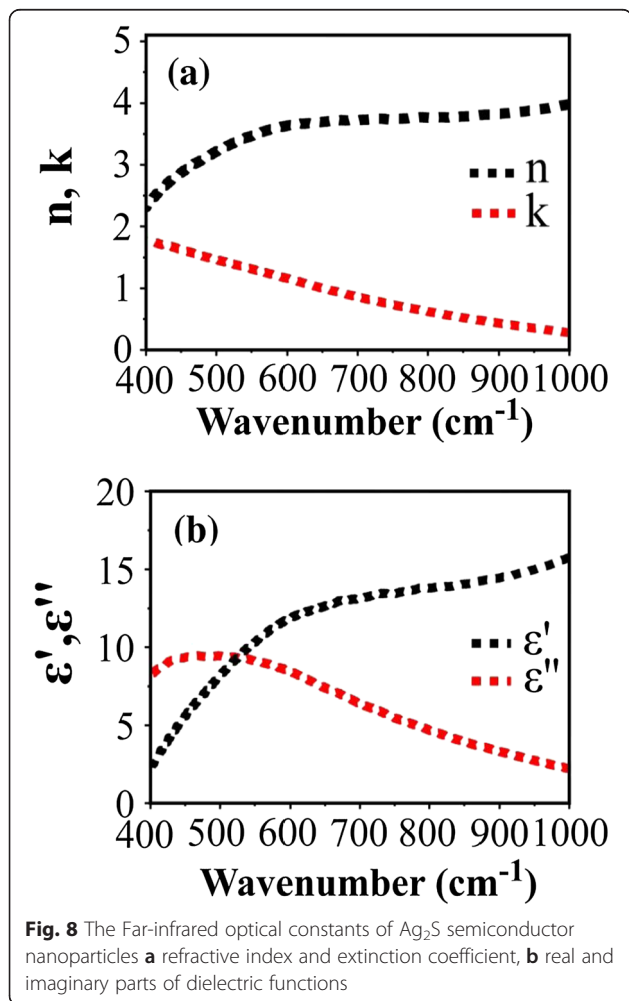 5
(a)
4
3
n, k
n
2
k
1
0
400 500 600 700 800 900 1000
Wavenumber (cm⁻¹)
20
(b)
15
ε',ε''
10
ε'
ε''
5
0
400 500 600 700 800 900 1000
Wavenumber (cm⁻¹)
Fig. 8 The Far-infrared optical constants of Ag₂S semiconductor
nanoparticles a refractive index and extinction coefficient, b real and
imaginary parts of dielectric functions